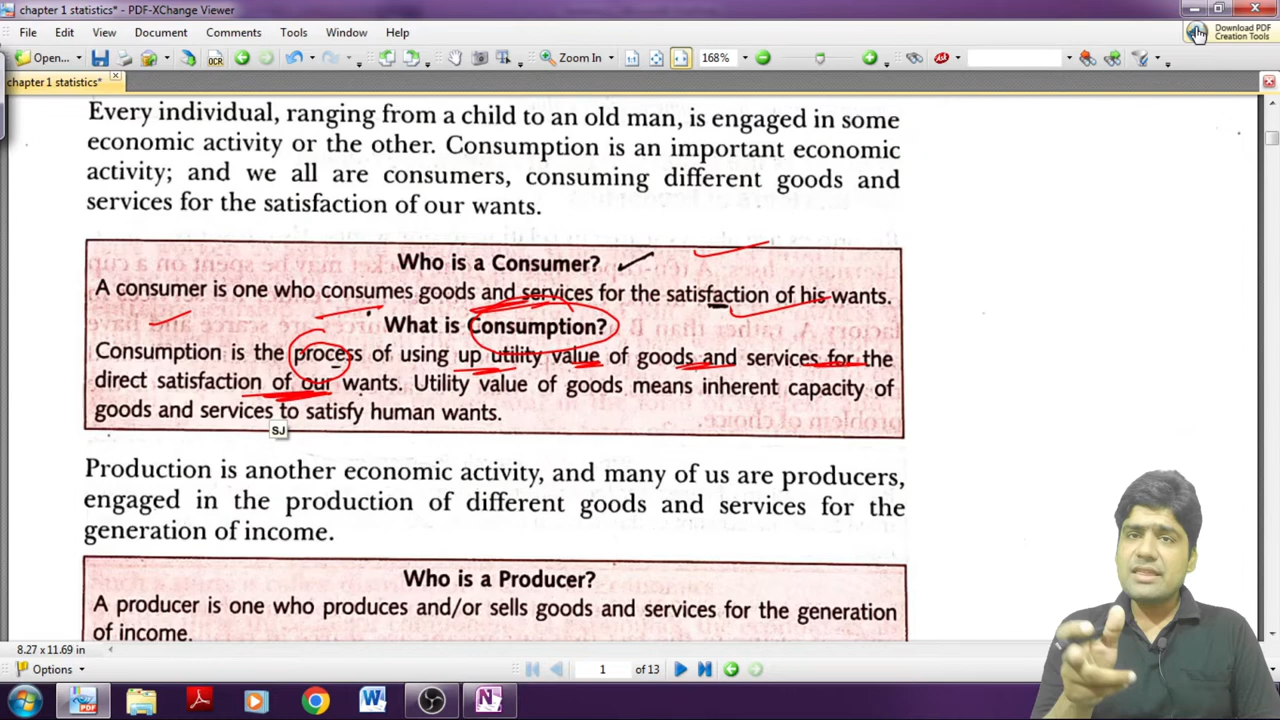 chapter 1 statistics* - PDF-XChange Viewer
File Edit View Document Comments Tools Window Help
Open... OCR Zoom In 168% Download PDF
Creation Tools
chapter 1 statistics*
Every individual, ranging from a child to an old man, is engaged in some
economic activity or the other. Consumption is an important economic
activity; and we all are consumers, consuming different goods and
services for the satisfaction of our wants.
Who is a Consumer?
A consumer is one who consumes goods and services for the satisfaction of his wants.
What is Consumption?
Consumption is the process of using up utility value of goods and services for the
direct satisfaction of our wants. Utility value of goods means inherent capacity of
goods and services to satisfy human wants.
SJ
Production is another economic activity, and many of us are producers,
engaged in the production of different goods and services for the
generation of income.
Who is a Producer?
A producer is one who produces and/or sells goods and services for the generation
of income.
8.27 x 11.69 in
Options 1 of 13
PDF W N